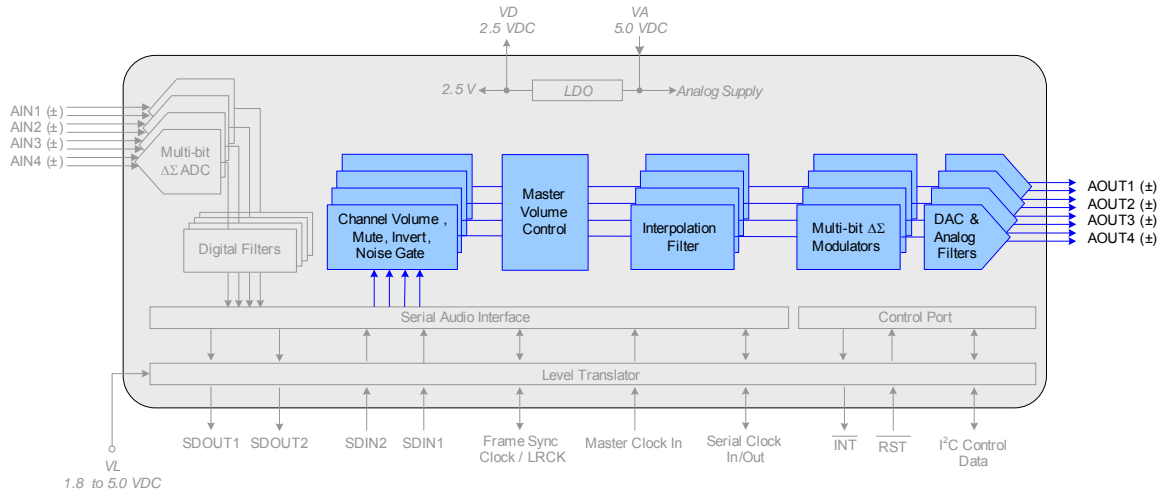 VD
2.5 VDC
VA
5.0 VDC
2.5 V
LDO
Analog Supply
AIN1 (±)
AIN2 (±)
AIN3 (±)
AIN4 (±)
Multi-bit
ΔΣ ADC
Digital Filters
Channel Volume ,
Mute, Invert,
Noise Gate
Master
Volume
Control
Interpolation
Filter
Multi-bit ΔΣ
Modulators
DAC &
Analog
Filters
AOUT1 (±)
AOUT2 (±)
AOUT3 (±)
AOUT4 (±)
Serial Audio Interface
Control Port
Level Translator
SDOUT1
SDOUT2
SDIN2
SDIN1
Frame Sync
Clock / LRCK
Master Clock In
Serial Clock
In/Out
INT
RST
I²C Control
Data
VL
1.8 to 5.0 VDC